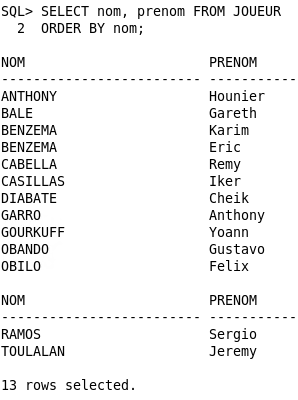 SQL> SELECT nom, prenom FROM JOUEUR
  2  ORDER BY nom;

NOM                       PRENOM
------------------------- -----------
ANTHONY                   Hounier
BALE                      Gareth
BENZEMA                   Karim
BENZEMA                   Eric
CABELLA                   Remy
CASILLAS                  Iker
DIABATE                   Cheik
GARRO                     Anthony
GOURKUFF                  Yoann
OBANDO                    Gustavo
OBILO                     Felix

NOM                       PRENOM
------------------------- -----------
RAMOS                     Sergio
TOULALAN                  Jeremy

13 rows selected.